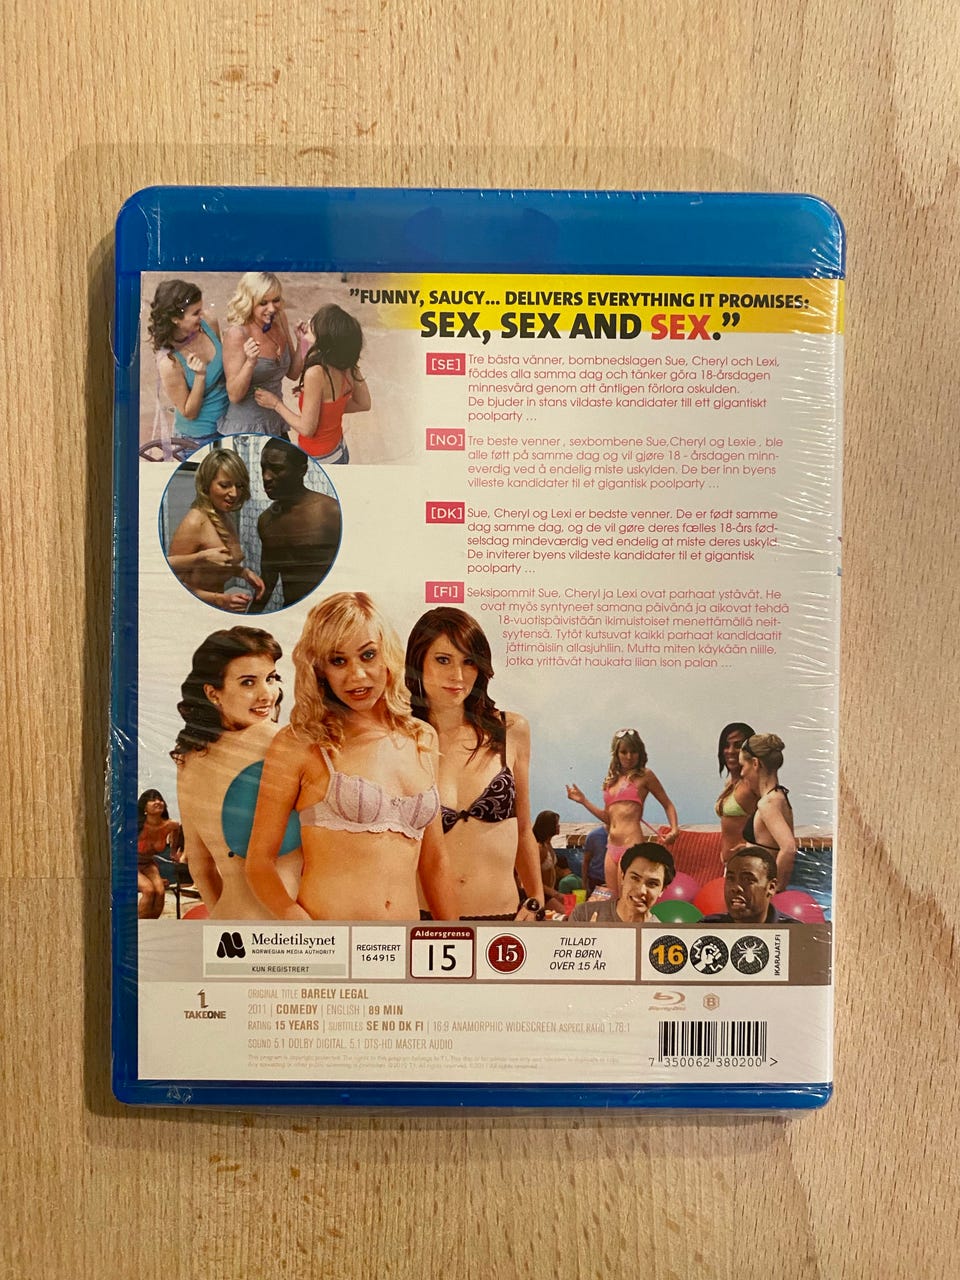 ”FUNNY, SAUCY... DELIVERS EVERYTHING IT PROMISES:
SEX, SEX AND SEX.”
[SE] Tre bästa vänner, bombnedslagen Sue, Cheryl och Lexi,
föddes alla samma dag och tänker göra 18-årsdagen
minnesvärd genom att äntligen förlora oskulden.
De bjuder in stans vildaste kandidater till ett gigantiskt
poolparty ...
[NO] Tre beste venner , sexbombene Sue,Cheryl og Lexie , ble
alle føtt på samme dag og vil gjøre 18 - årsdagen minn-
everdig ved å endelig miste uskylden. De ber inn byens
villeste kandidater til et gigantisk poolparty ...
[DK] Sue, Cheryl og Lexi er bedste venner. De er født samme
dag samme dag, og de vil gøre deres fælles 18-års fød-
selsdag mindeværdig ved endelig at miste deres uskyld.
De inviterer byens vildeste kandidater til et gigantisk
poolparty ...
[FI] Seksipommit Sue, Cheryl ja Lexi ovat parhaat ystävät. He
ovat myös syntyneet samana päivänä ja aikovat tehdä
18-vuotispäivistään ikimuistoiset menettämällä neit-
syytensä. Tytöt kutsuvat kaikki parhaat kandidaatit
jättimäisiin allasjuhliin. Mutta miten käykään niille,
jotka yrittävät haukata liian ison palan ...
Medietilsynet
NORWEGIAN MEDIA AUTHORITY
KUN REGISTRERT
REGISTRERT
164915
Aldersgrense
15
15
TILLADT
FOR BØRN
OVER 15 ÅR
16
IKARAJAT.FI
TAKEONE
ORIGINAL TITLE BARELY LEGAL
2011 | COMEDY | ENGLISH | 89 MIN
RATING 15 YEARS | SUBTITLES SE NO DK FI | 16:9 ANAMORPHIC WIDESCREEN ASPECT RATIO 1.78:1
SOUND 5.1 DOLBY DIGITAL, 5.1 DTS-HD MASTER AUDIO
Blu-ray Disc
B
7 350062 380200 >